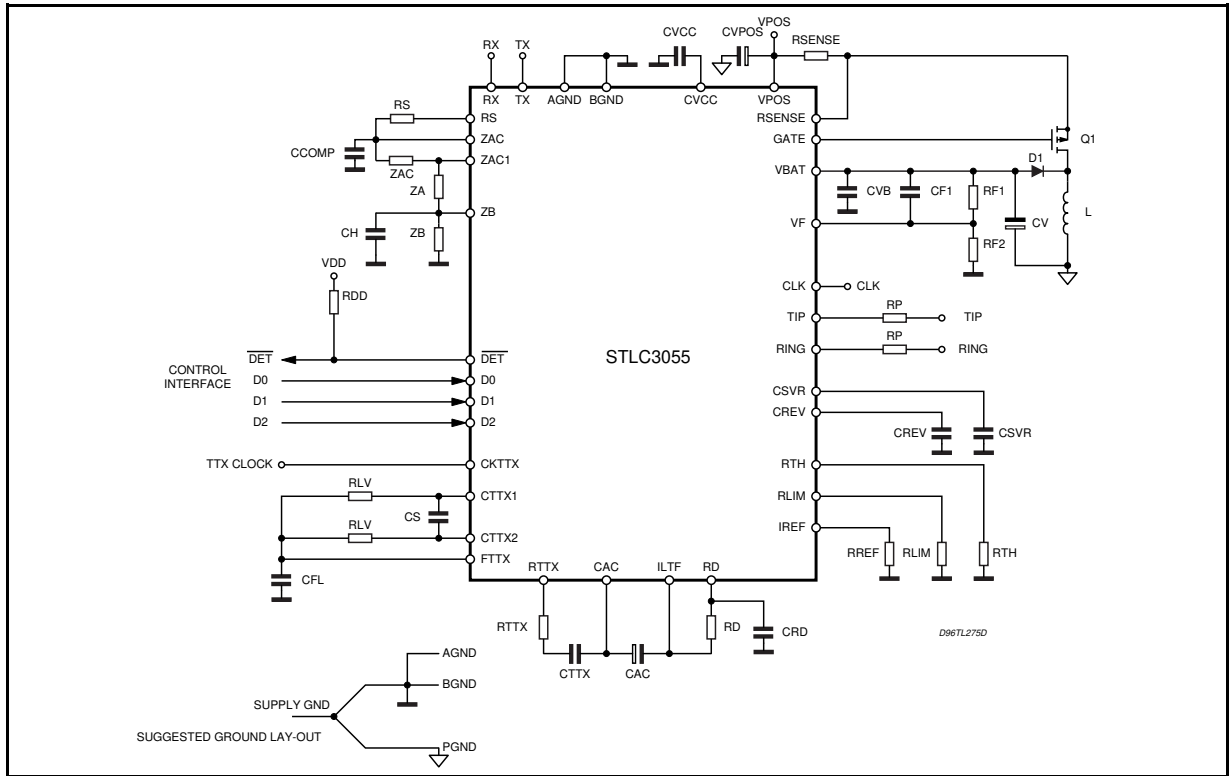 VPOS
RX TX CVCC CVPOS RSENSE
RX TX AGND BGND CVCC VPOS
RS RS RSENSE
ZAC GATE Q1
CCOMP
ZAC ZAC1 VBAT D1
ZA CVB CF1 RF1
CH ZB ZB VF CV L
RF2
VDD
RDD CLK CLK
TIP RP TIP
STLC3055
RING RP RING
DET DET
CONTROL
INTERFACE
D0 D0
D1 D1
D2 D2
CSVR
CREV CREV CSVR
TTX CLOCK CKTTX RTH
RLV CTTX1 RLIM
CS
RLV CTTX2 IREF
FTTX
CFL RREF RLIM RTH
RTTX CAC ILTF RD
RTTX RD CRD
D96TL275D
CTTX CAC
AGND
BGND
SUPPLY GND
SUGGESTED GROUND LAY-OUT
PGND